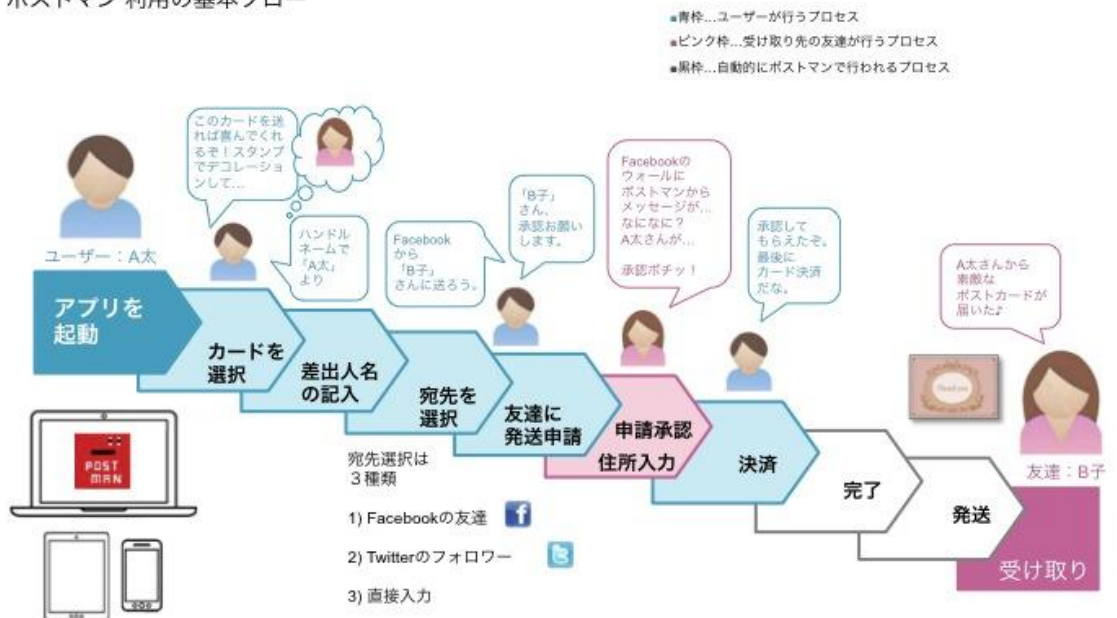 ポストマン 利用の基本フロー
■青枠...ユーザーが行うプロセス
■ピンク枠...受け取り先の友達が行うプロセス
■黒枠...自動的にポストマンで行われるプロセス
このカードを送
れば喜んでくれ
るぞ！スタンプ
でデコレーショ
ンして...
ユーザー：A太
ハンドル
ネームで
「A太」
より
Facebook
から
「B子」
さんに送ろう。
「B子」
さん、
承認お願い
します。
Facebookの
ウォールに
ポストマンから
メッセージが...
なになに？
A太さんが...
承認ポチッ！
承認して
もらえたぞ。
最後に
カード決済
だな。
A太さんから
素敵な
ポストカードが
届いた♪
アプリを
起動
カードを
選択
差出人名
の記入
宛先を
選択
友達に
発送申請
申請承認
住所入力
決済
完了
発送
友達：B子
受け取り
Thank you
POST
MAN
宛先選択は
３種類
1) Facebookの友達
2) Twitterのフォロワー
3) 直接入力